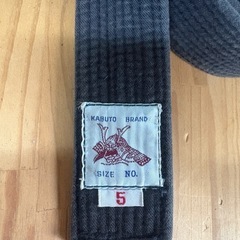 KABUTO BRAND
SIZE NO.
5